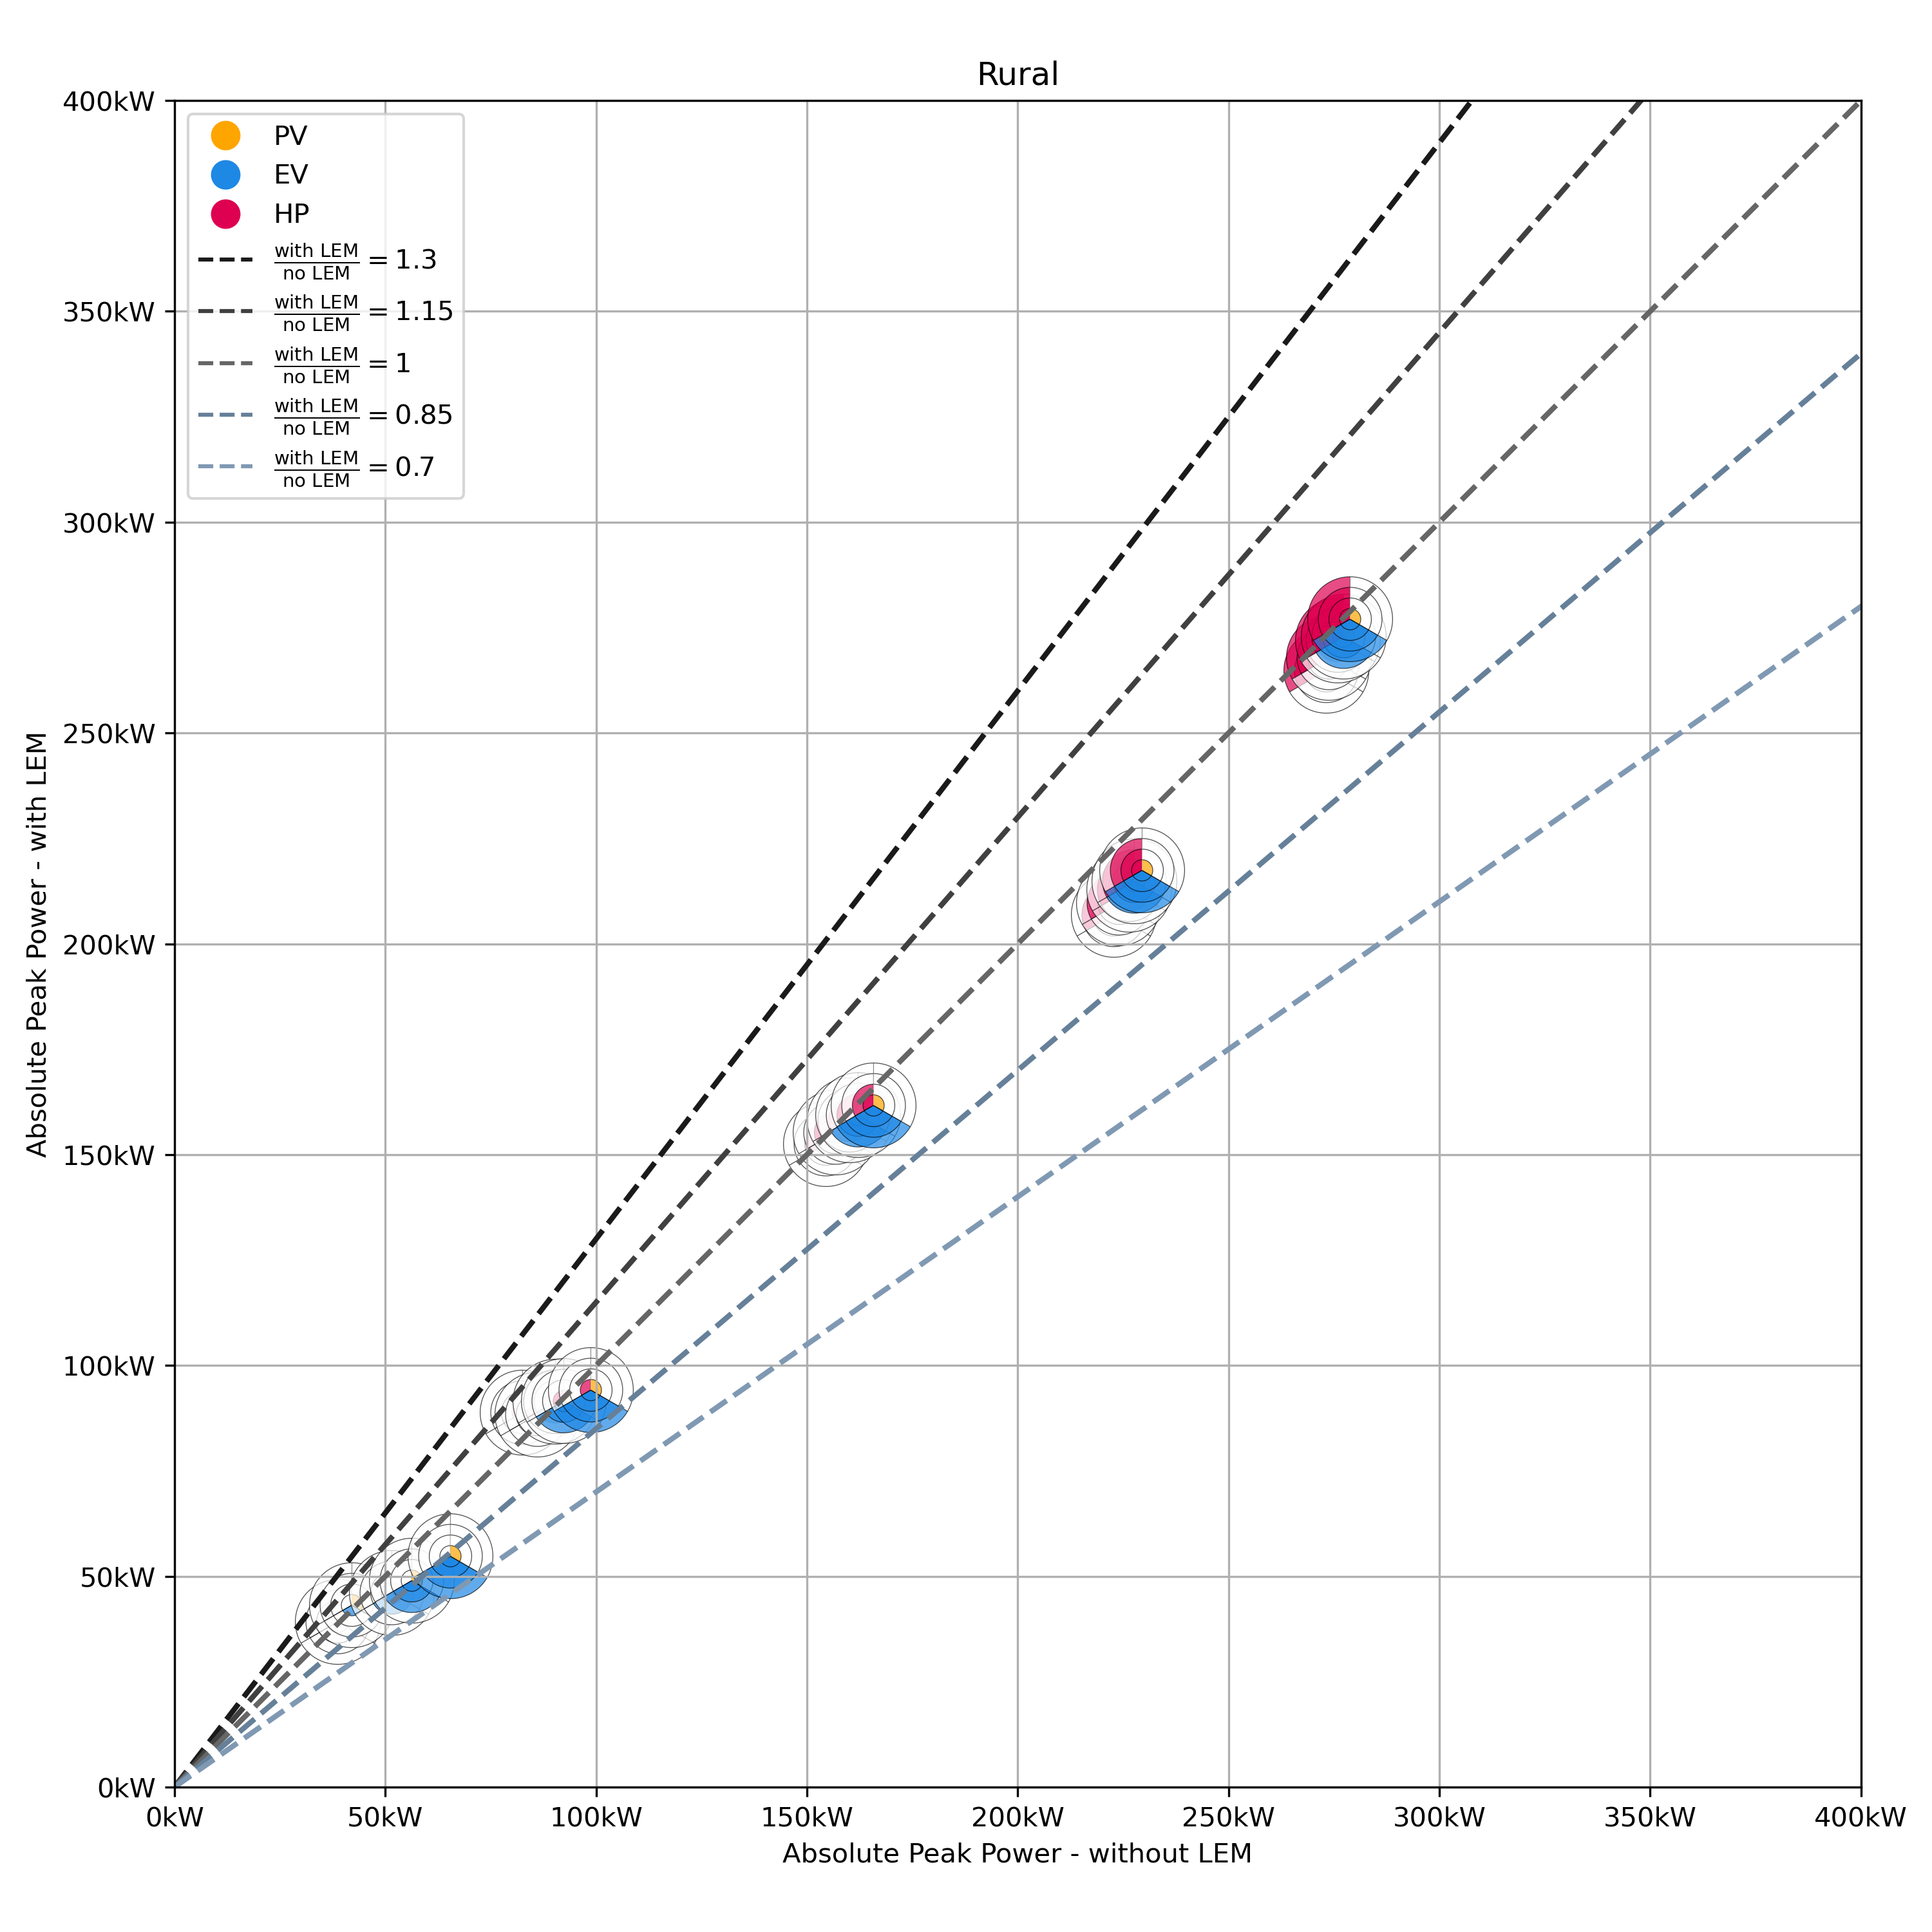 Rural
400kW
350kW
300kW
250kW
200kW
150kW
100kW
50kW
0kW
Absolute Peak Power - with LEM
PV
EV
HP
with LEM
no LEM = 1.3
with LEM
no LEM = 1.15
with LEM
no LEM = 1
with LEM
no LEM = 0.85
with LEM
no LEM = 0.7
0kW 50kW 100kW 150kW 200kW 250kW 300kW 350kW 400kW
Absolute Peak Power - without LEM